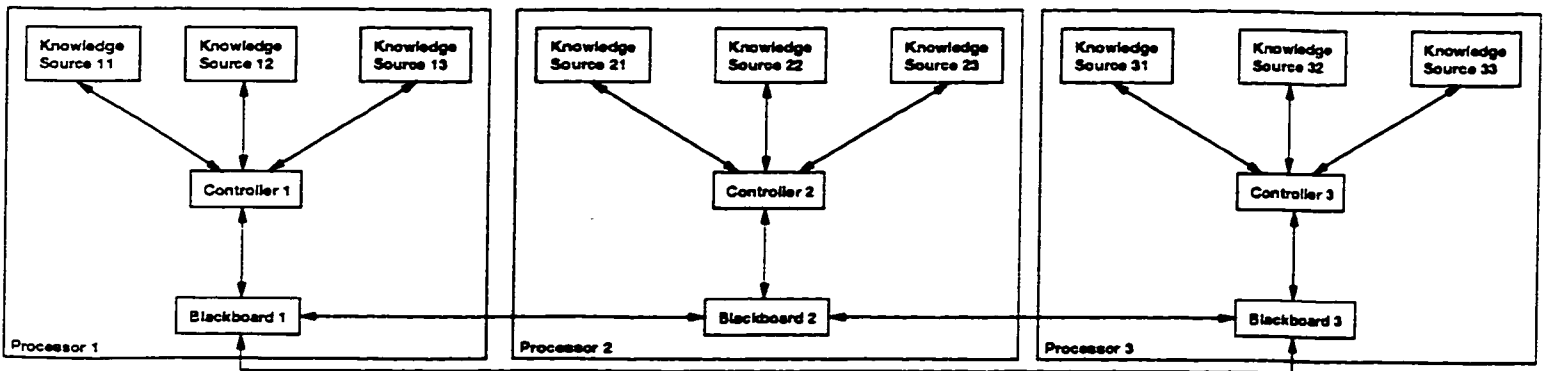 Knowledge
Source 11
Knowledge
Source 12
Knowledge
Source 13
Controller 1
Blackboard 1
Processor 1
Knowledge
Source 21
Knowledge
Source 22
Knowledge
Source 23
Controller 2
Blackboard 2
Processor 2
Knowledge
Source 31
Knowledge
Source 32
Knowledge
Source 33
Controller 3
Blackboard 3
Processor 3